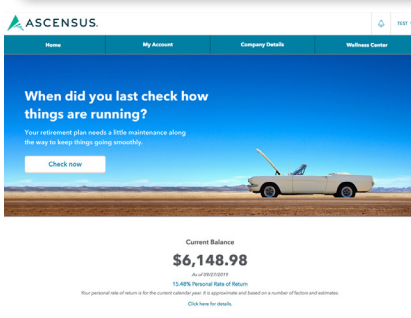 ASCENSUS.
TEST
Home My Account Company Details Wellness Center
When did you last check how
things are running?
Your retirement plan needs a little maintenance along
the way to keep things going smoothly.
Check now
Current Balance
$6,148.98
As of 09/27/2019
15.48% Personal Rate of Return
Your personal rate of return is for the current calendar year. It is approximate and based on a number of factors and estimates.
Click here for details.